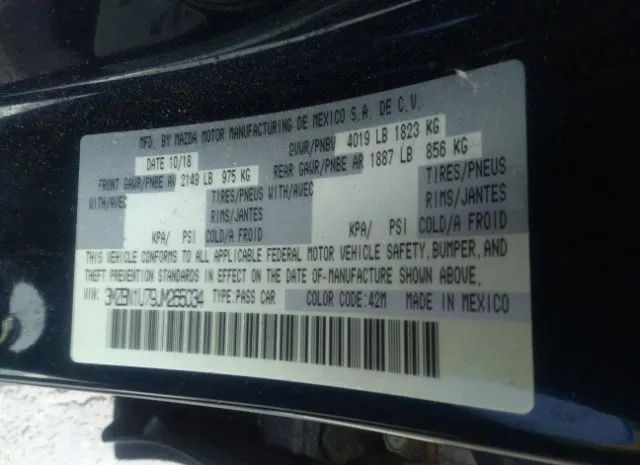 MFD. BY MAZDA MOTOR MANUFACTURING DE MEXICO S.A. DE C.V.
DATE 10/18 GVWR/PNBV 4019 LB 1823 KG
FRONT GAWR/PNBE AV 2149 LB 975 KG REAR GAWR/PNBE AR 1887 LB 856 KG
WITH/AVEC TIRES/PNEUS WITH/AVEC TIRES/PNEUS
RIMS/JANTES RIMS/JANTES
KPA/ PSI COLD/A FROID KPA/ PSI COLD/A FROID
THIS VEHICLE CONFORMS TO ALL APPLICABLE FEDERAL MOTOR VEHICLE SAFETY, BUMPER, AND
THEFT PREVENTION STANDARDS IN EFFECT ON THE DATE OF MANUFACTURE SHOWN ABOVE.
VIN: 3MZBN1U79JM265034 TYPE:PASS CAR COLOR CODE:42M MADE IN MEXICO